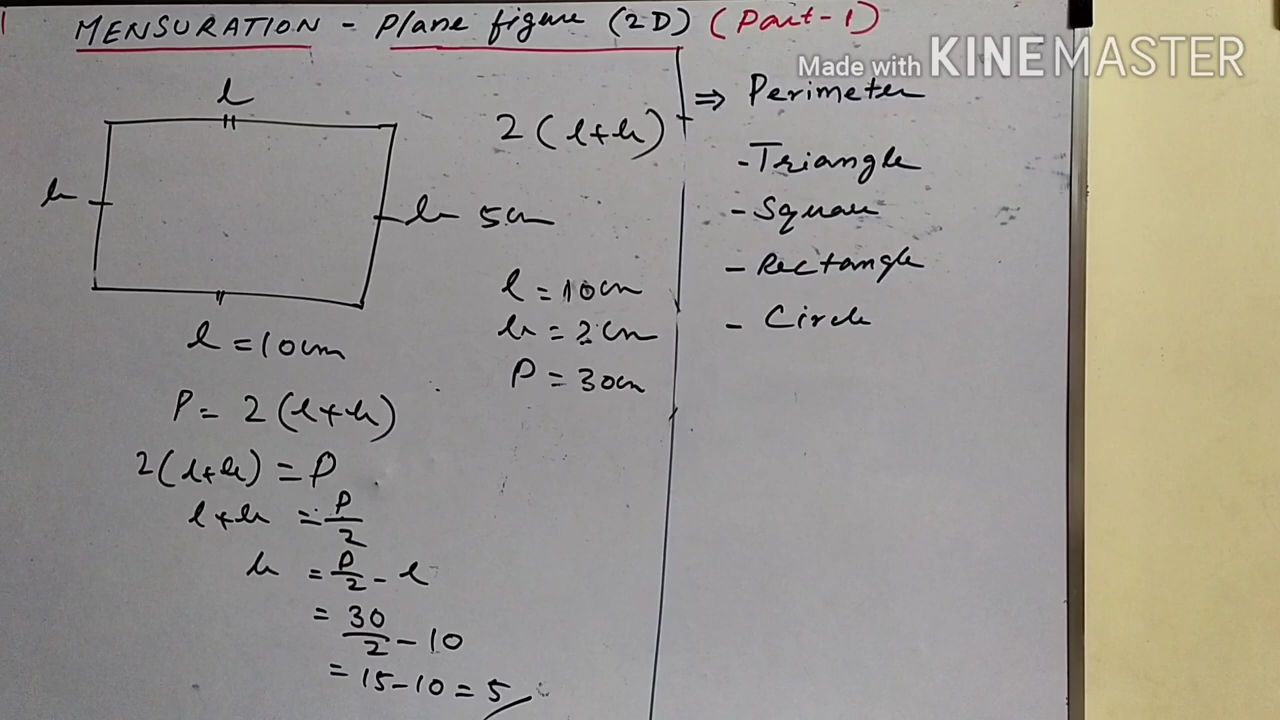 MENSURATION - Plane figure (2D) (Part-1)
Made with KINEMASTER
l
b
b 5cm
l = 10cm
2(l+b)
l = 10cm
b = ? cm
P = 30cm
P = 2(l+b)
2(l+b) = P
l+b = P/2
b = P/2 - l
= 30/2 - 10
= 15-10 = 5
⇒ Perimeter
- Triangle
- Square
- Rectangle
- Circle